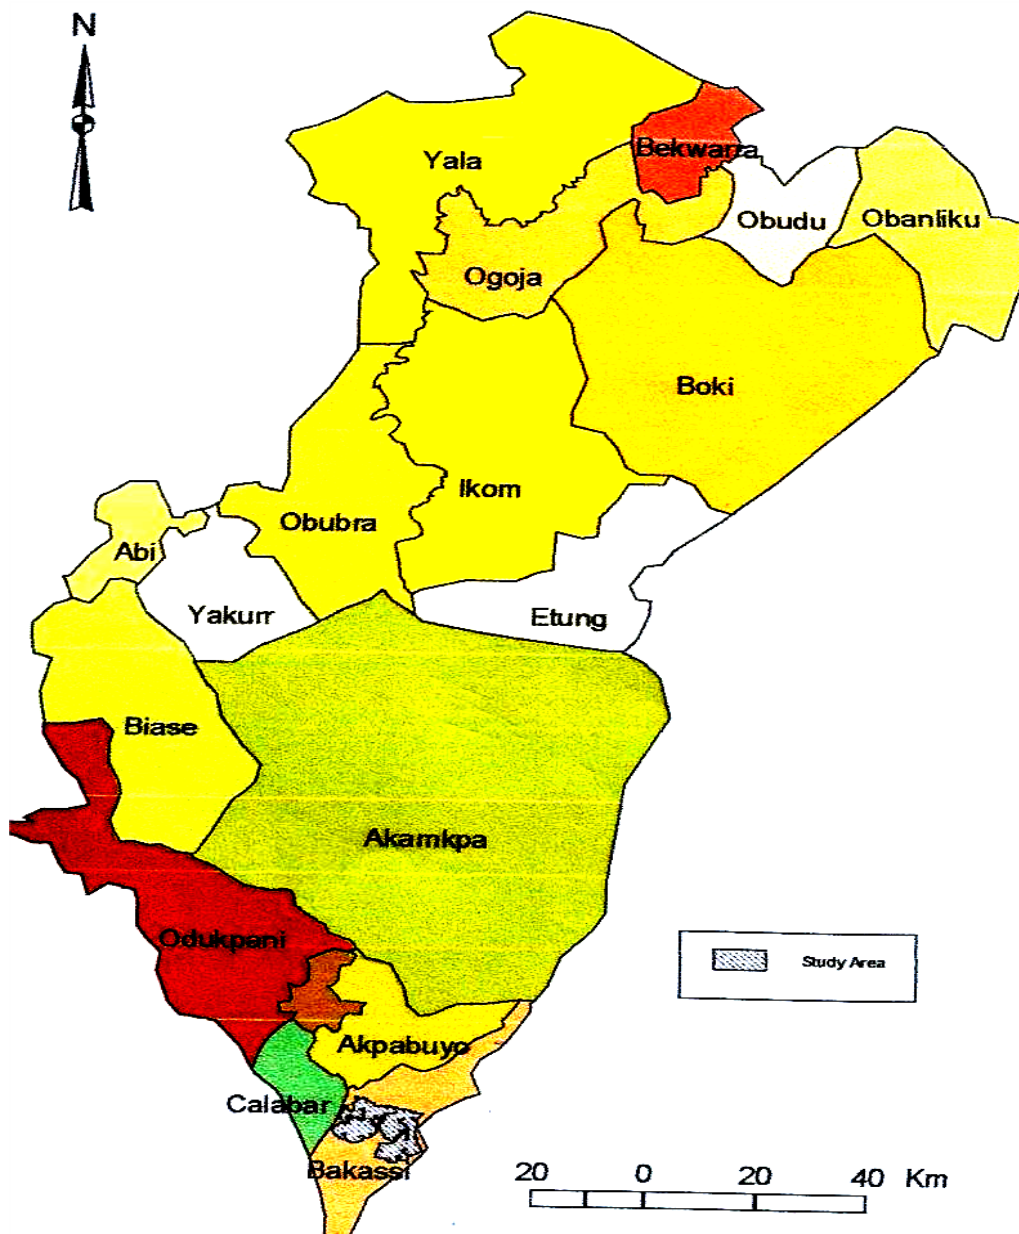 N
Yala
Bekwarra
Obudu
Obanliku
Ogoja
Boki
Ikom
Obubra
Abi
Yakurr
Etung
Biase
Akamkpa
Odukpani
Study Area
Akpabuyo
Calabar
Bakassi
20 0 20 40 Km